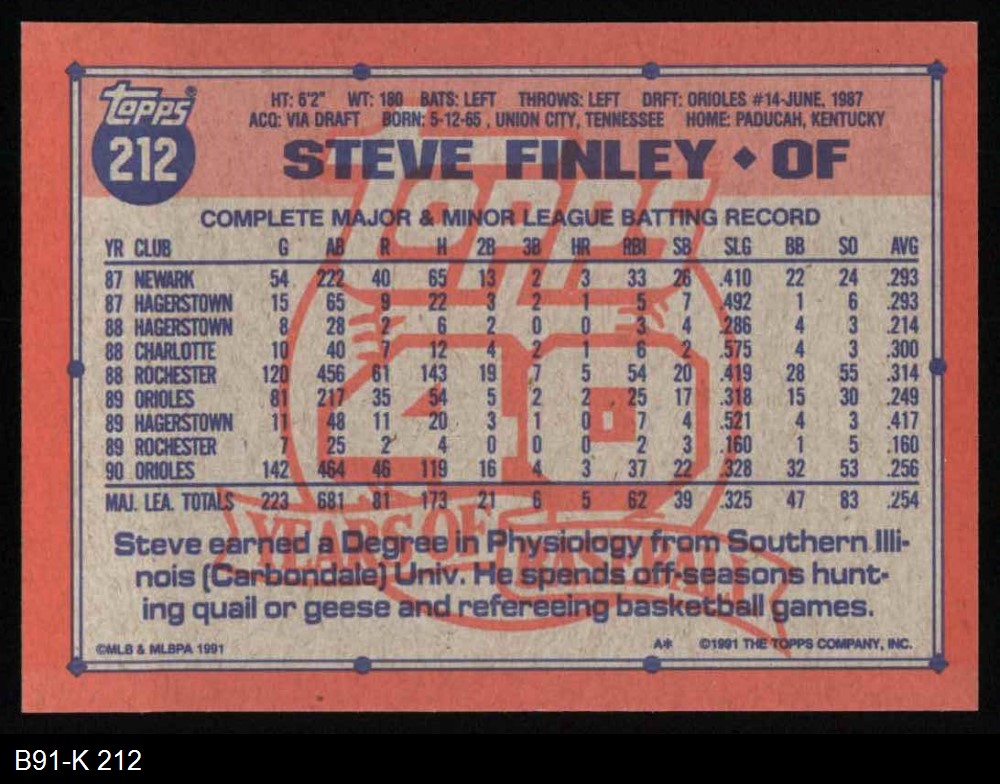 Topps®
212
HT: 6'2" WT: 180 BATS: LEFT THROWS: LEFT DRFT: ORIOLES #14-JUNE, 1987
ACQ: VIA DRAFT BORN: 5-12-65 , UNION CITY, TENNESSEE HOME: PADUCAH, KENTUCKY
STEVE FINLEY ◆ OF
Topps
40
YEARS OF BASEBALL
COMPLETE MAJOR & MINOR LEAGUE BATTING RECORD
YR CLUB G AB R H 2B 3B HR RBI SB SLG BB SO AVG
87 NEWARK 54 222 40 65 13 2 3 33 26 .410 22 24 .293
87 HAGERSTOWN 15 65 9 22 3 2 1 5 7 .492 1 6 .293
88 HAGERSTOWN 8 28 2 6 2 0 0 3 4 .286 4 3 .214
88 CHARLOTTE 10 40 7 12 4 2 1 6 2 .575 4 3 .300
88 ROCHESTER 120 456 61 143 19 7 5 54 20 .419 28 55 .314
89 ORIOLES 81 217 35 54 5 2 2 25 17 .318 15 30 .249
89 HAGERSTOWN 11 48 11 20 3 1 0 7 4 .521 4 3 .417
89 ROCHESTER 7 25 2 4 0 0 0 2 3 .160 1 5 .160
90 ORIOLES 142 464 46 119 16 4 3 37 22 .328 32 53 .256
MAJ. LEA. TOTALS 223 681 81 173 21 6 5 62 39 .325 47 83 .254
Steve earned a Degree in Physiology from Southern Illi-
nois (Carbondale) Univ. He spends off-seasons hunt-
ing quail or geese and refereeing basketball games.
©MLB & MLBPA 1991 A* ©1991 THE TOPPS COMPANY, INC.
B91-K 212